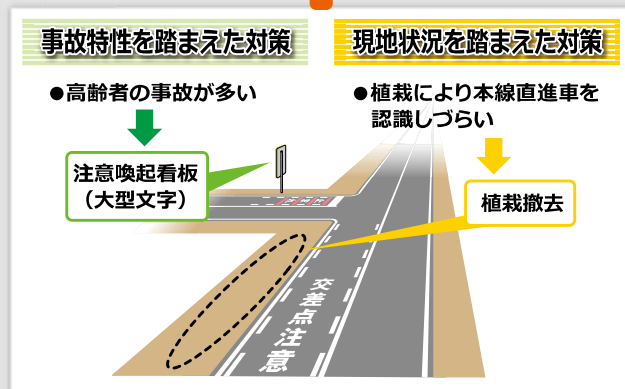 事故特性を踏まえた対策
●高齢者の事故が多い
注意喚起看板
（大型文字）
現地状況を踏まえた対策
●植栽により本線直進車を
認識しづらい
植栽撤去
交差点注意